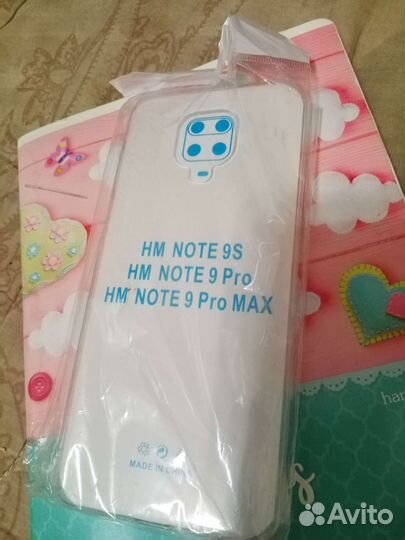 HM NOTE 9S
HM NOTE 9 Pro
HM NOTE 9 Pro MAX
MADE IN CHINA
Avito